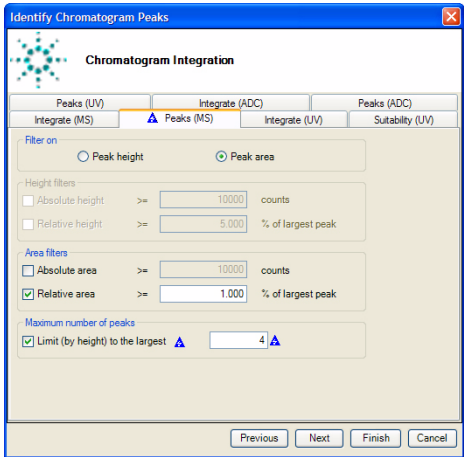 Identify Chromatogram Peaks
Chromatogram Integration
Peaks (UV) Integrate (ADC) Peaks (ADC)
Integrate (MS) Peaks (MS) Integrate (UV) Suitability (UV)
Filter on
Peak height Peak area
Height filters
Absolute height >= 10000 counts
Relative height >= 5.000 % of largest peak
Area filters
Absolute area >= 10000 counts
Relative area >= 1.000 % of largest peak
Maximum number of peaks
Limit (by height) to the largest 4
Previous Next Finish Cancel